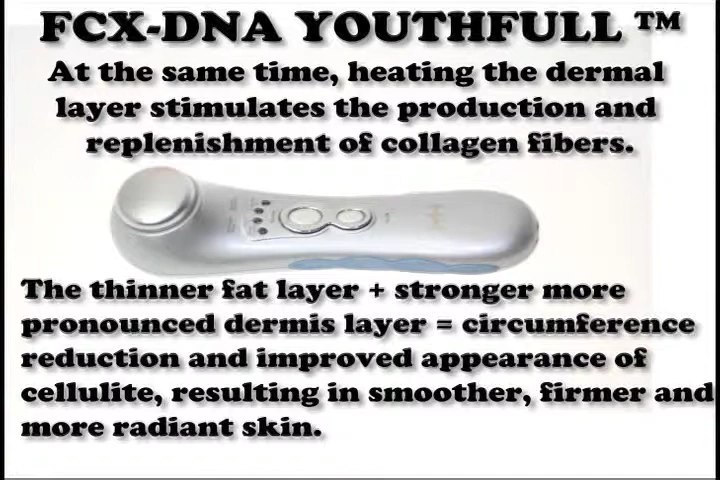 FCX-DNA YOUTHFULL ™
At the same time, heating the dermal
layer stimulates the production and
replenishment of collagen fibers.
The thinner fat layer + stronger more
pronounced dermis layer = circumference
reduction and improved appearance of
cellulite, resulting in smoother, firmer and
more radiant skin.